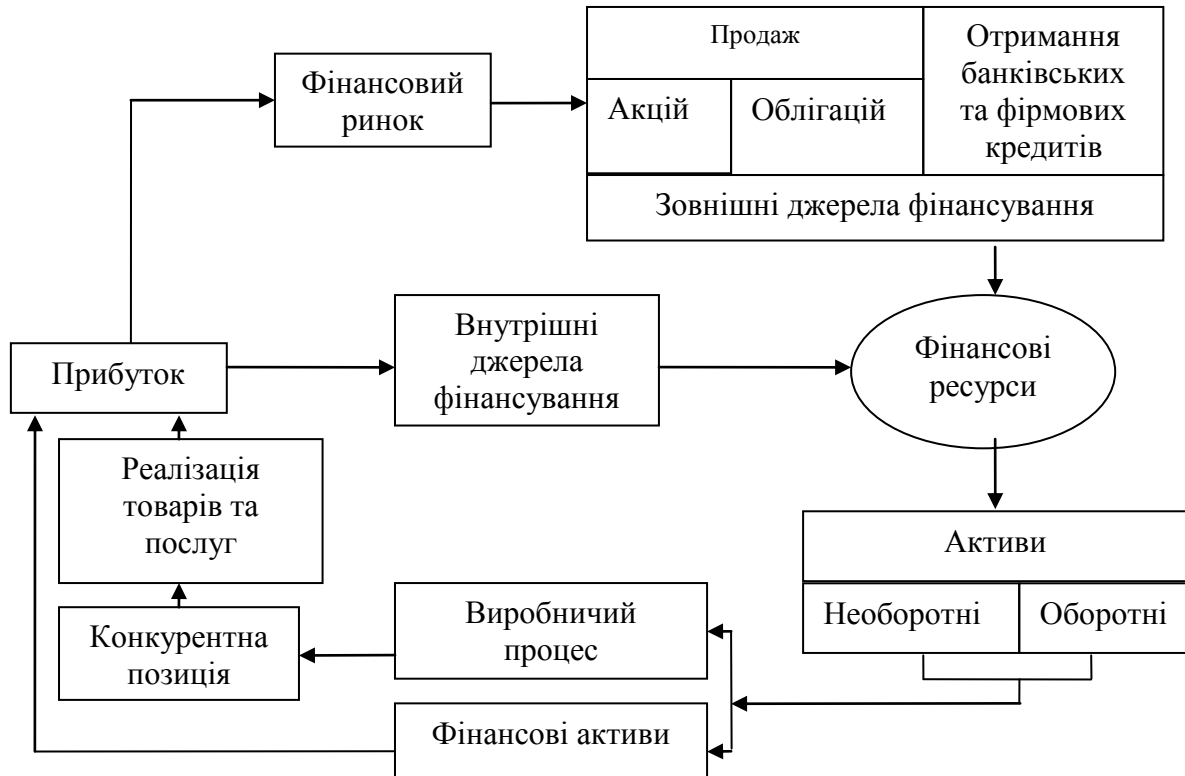 Продаж
Отримання
банківських
та фірмових
кредитів
Фінансовий
ринок
Акцій
Облігацій
Зовнішні джерела фінансування
Внутрішні
джерела
фінансування
Прибуток
Фінансові
ресурси
Реалізація
товарів та
послуг
Активи
Необоротні
Оборотні
Виробничий
процес
Конкурентна
позиція
Фінансові активи